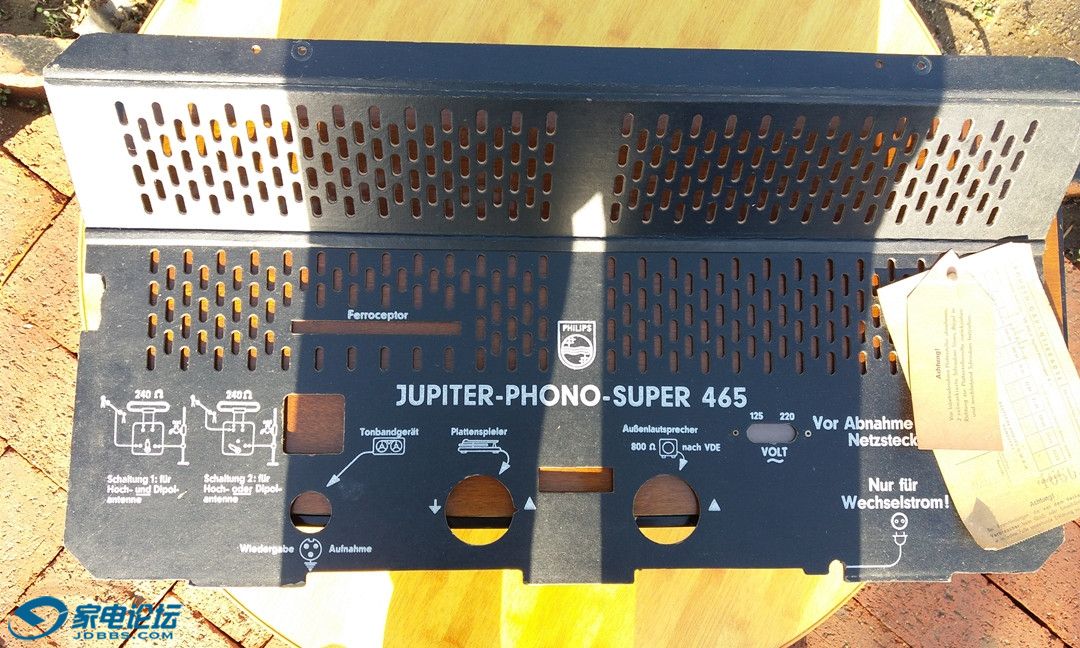 Ferroceptor
PHILIPS
JUPITER-PHONO-SUPER 465
240 Ω
240 Ω
Schaltung 1: für
Hoch- und Dipol-
antenne
Schaltung 2: für
Hoch- oder Dipol-
antenne
Tonbandgerät
Plattenspieler
Außenlautsprecher
800 Ω nach VDE
125 220
VOLT
Vor Abnahme
Netzsteck
Nur für
Wechselstrom!
Wiedergabe Aufnahme
Achtung!
Achtung!
家电论坛
JDBBS.COM